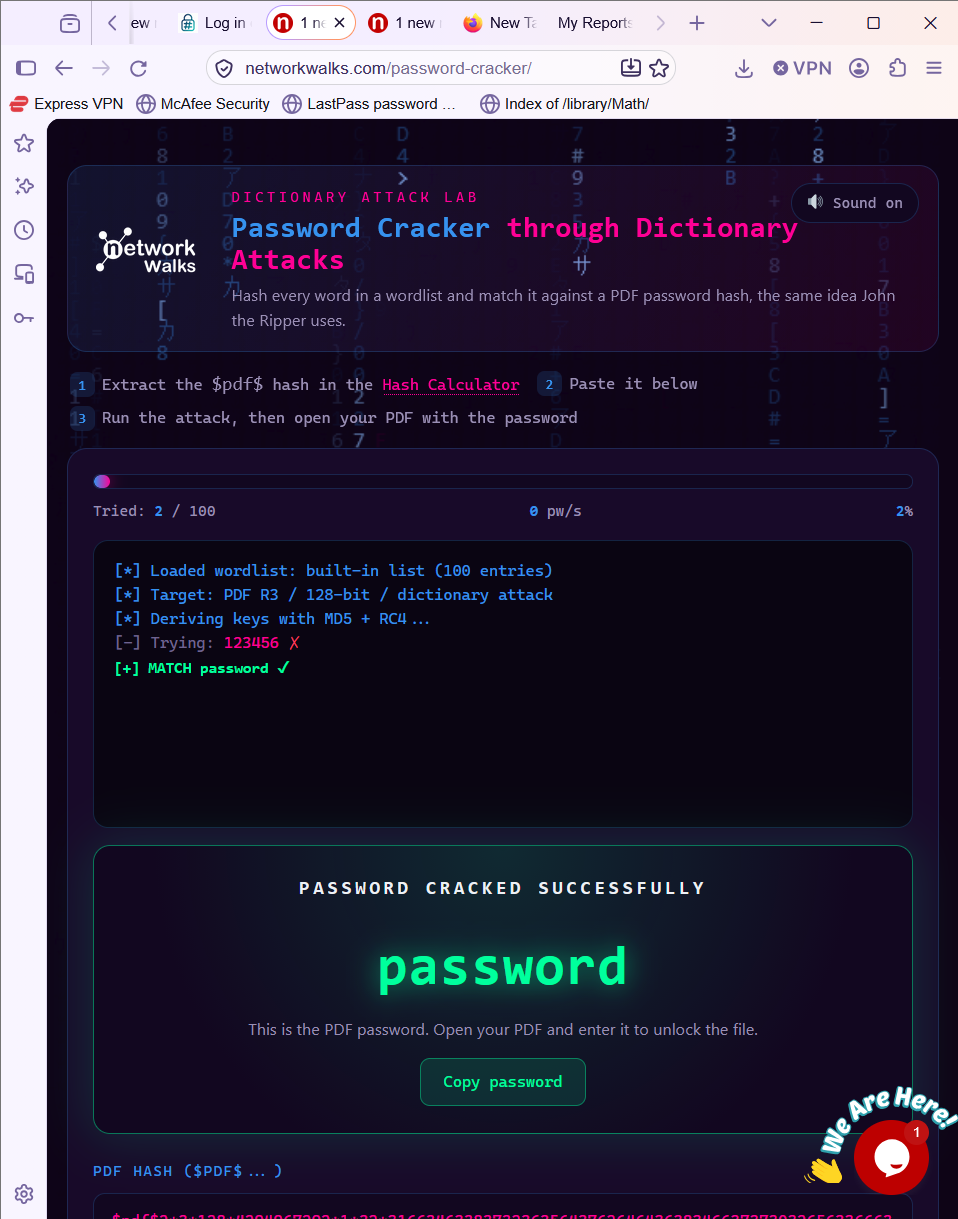 ew
Log in
1 ne
1 new
New Ta
My Reports
networkwalks.com/password-cracker/
VPN
Express VPN
McAfee Security
LastPass password ...
Index of /library/Math/
DICTIONARY ATTACK LAB
Sound on
network
Walks
Password Cracker through Dictionary
Attacks
Hash every word in a wordlist and match it against a PDF password hash, the same idea John
the Ripper uses.
1 Extract the $pdf$ hash in the Hash Calculator 2 Paste it below
3 Run the attack, then open your PDF with the password
Tried: 2 / 100
0 pw/s
2%
[*] Loaded wordlist: built-in list (100 entries)
[*] Target: PDF R3 / 128-bit / dictionary attack
[*] Deriving keys with MD5 + RC4...
[-] Trying: 123456 ✗
[+] MATCH password ✓
PASSWORD CRACKED SUCCESSFULLY
password
This is the PDF password. Open your PDF and enter it to unlock the file.
Copy password
We Are Here!
1
PDF HASH ($PDF$...)